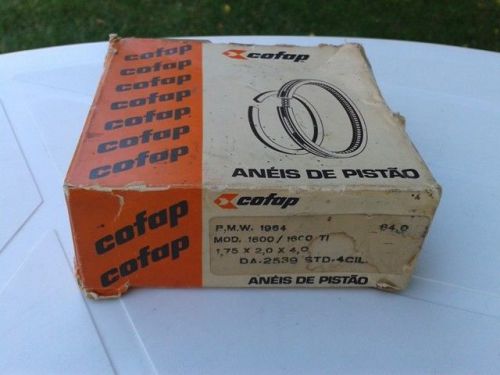 cofap
cofap
cofap
cofap
cofap
cofap
cofap
cofap
ANÉIS DE PISTÃO
cofap
cofap
cofap
P.M.W. 1964 84,0
MOD. 1600/1600 TI
1,75 X 2,0 X 4,0
DA-2539 STD-4CIL
ANÉIS DE PISTÃO